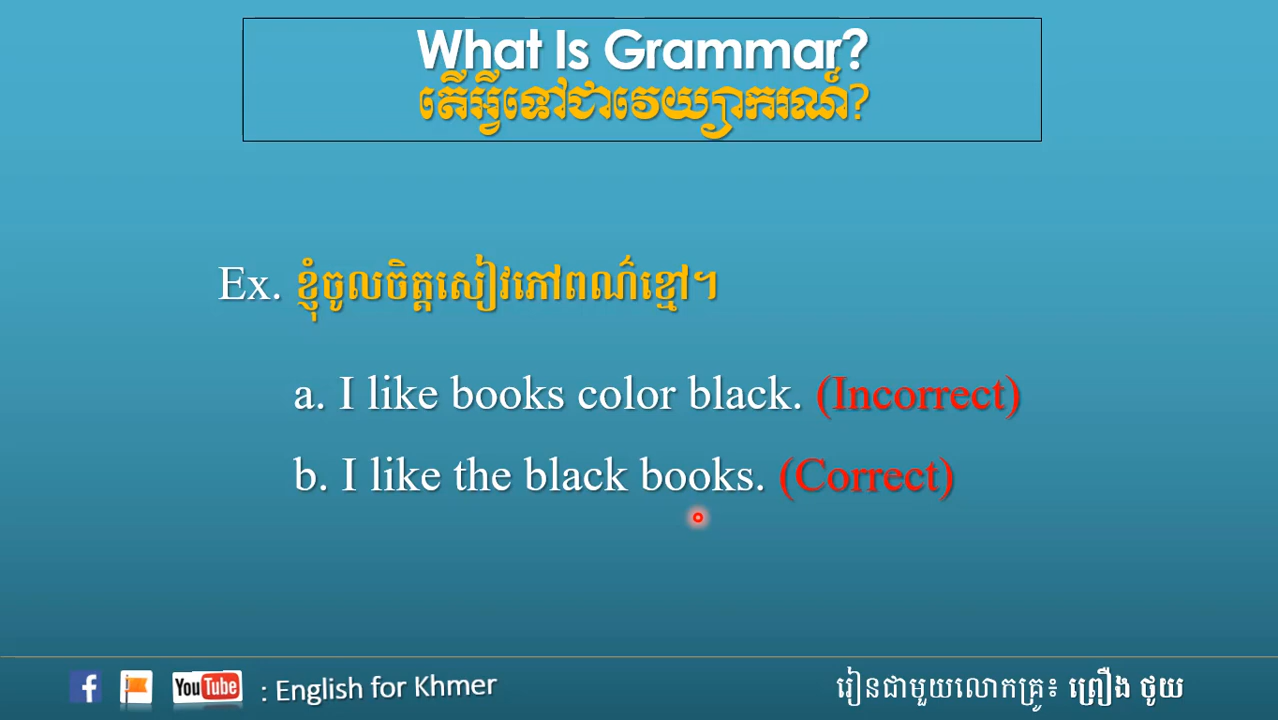 What Is Grammar?
តើអ្វីទៅជាវេយ្យាករណ៍?
Ex. ខ្ញុំចូលចិត្តសៀវភៅពណ៌ខ្មៅ។
a. I like books color black. (Incorrect)
b. I like the black books. (Correct)
f YouTube : English for Khmer
រៀនជាមួយលោកគ្រូ៖ ព្រឿង ថូយ